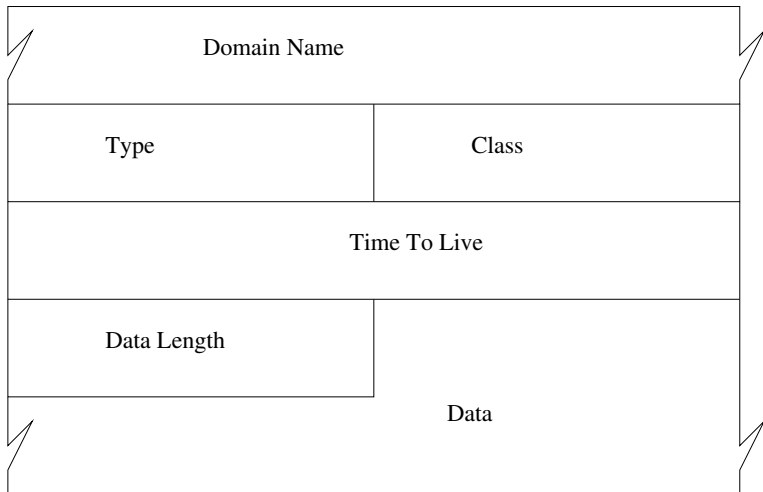 Domain Name
Type
Class
Time To Live
Data Length
Data